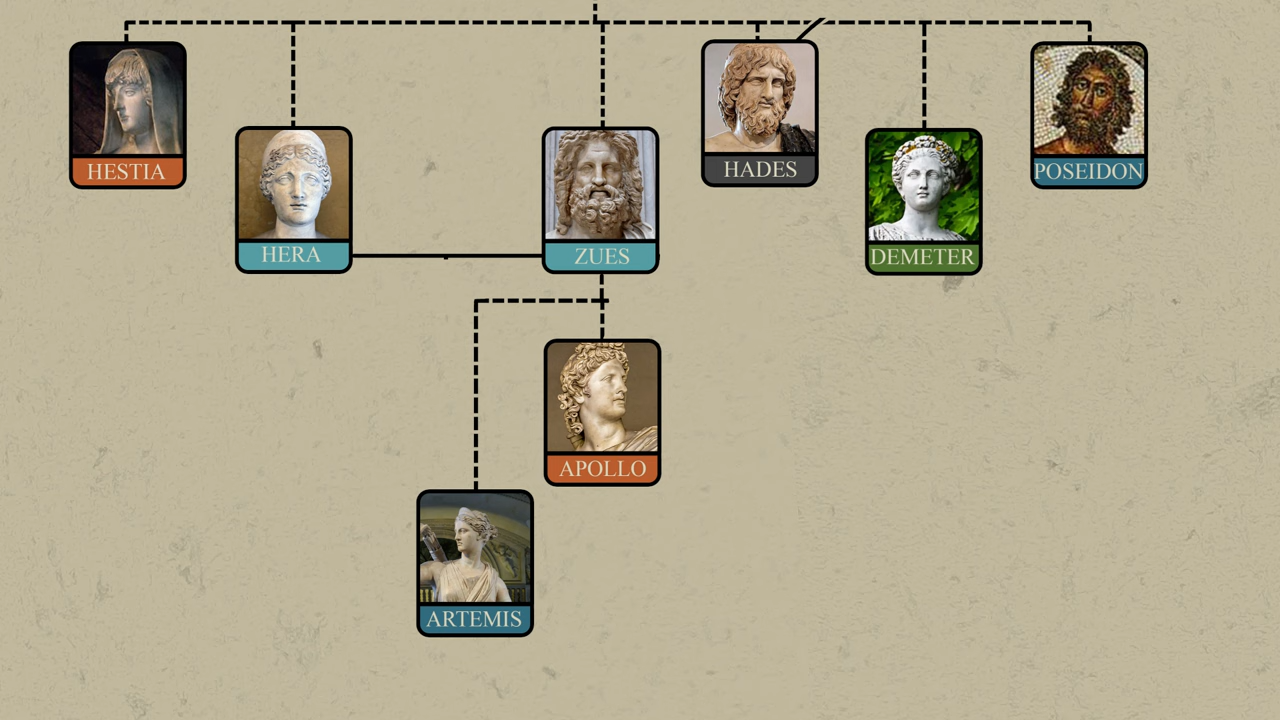 HESTIA
HERA
ZUES
HADES
DEMETER
POSEIDON
APOLLO
ARTEMIS